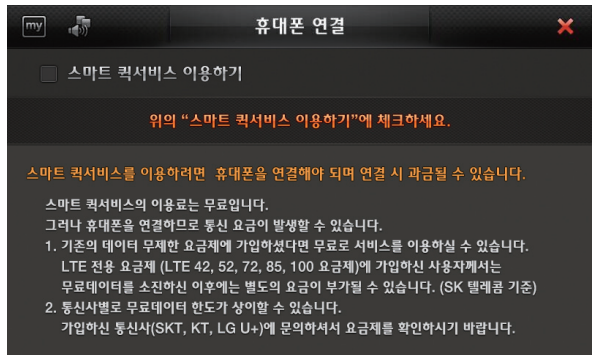 my
휴대폰 연결
스마트 퀵서비스 이용하기
위의 “스마트 퀵서비스 이용하기”에 체크하세요.
스마트 퀵서비스를 이용하려면 휴대폰을 연결해야 되며 연결 시 과금될 수 있습니다.
스마트 퀵서비스의 이용료는 무료입니다.
그러나 휴대폰을 연결하므로 통신 요금이 발생할 수 있습니다.
1. 기존의 데이터 무제한 요금제에 가입하셨다면 무료로 서비스를 이용하실 수 있습니다.
LTE 전용 요금제 (LTE 42, 52, 72, 85, 100 요금제)에 가입하신 사용자께서는
무료데이터를 소진하신 이후에는 별도의 요금이 부가될 수 있습니다. (SK 텔레콤 기준)
2. 통신사별로 무료데이터 한도가 상이할 수 있습니다.
가입하신 통신사(SKT, KT, LG U+)에 문의하셔서 요금제를 확인하시기 바랍니다.